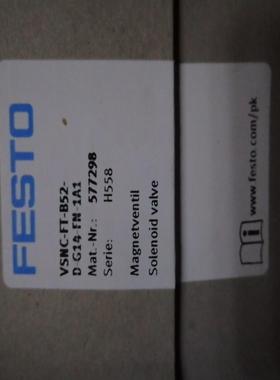 FESTO
VSNC-FT-B52-
D-G14-FN-1A1
Mat.-Nr.: 577298
Serie: H558
Magnetventil
Solenoid valve
www.festo.com/pk